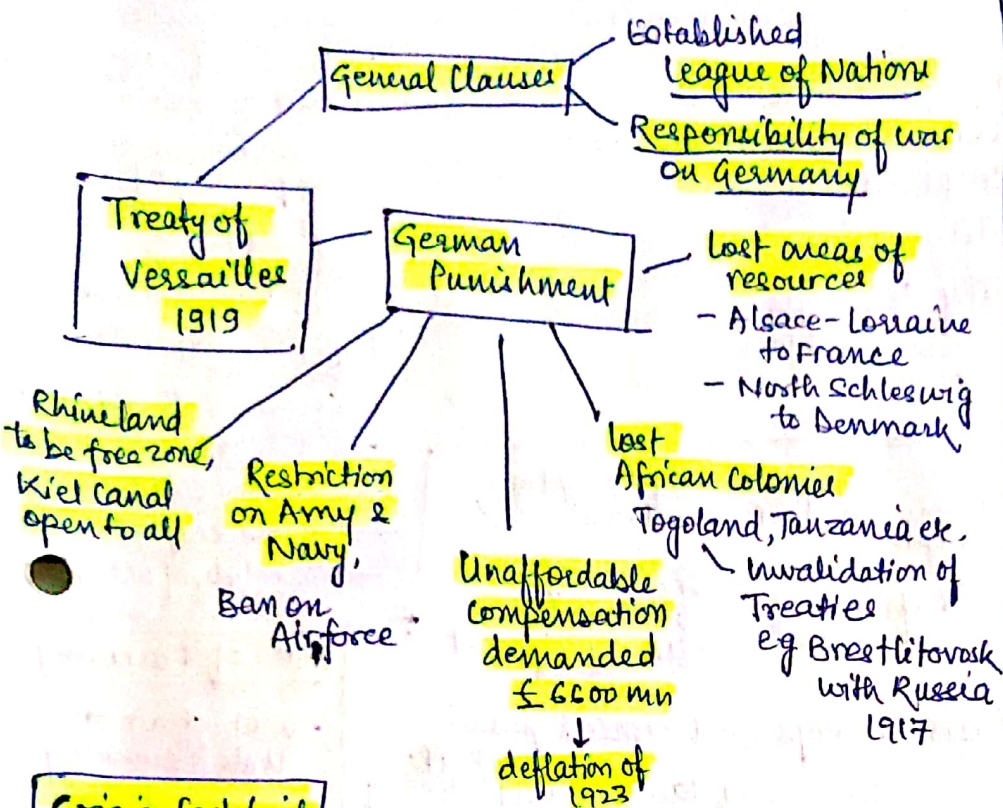 General Clauses
Established
League of Nations
Responsibility of war
on Germany
Treaty of
Versailles
1919
German
Punishment
Lost areas of
resources
- Alsace-Lorraine
to France
- North Schleswig
to Denmark
Rhineland
to be free zone,
Kiel Canal
open to all
Restriction
on Army &
Navy,
Ban on
Airforce
Unaffordable
compensation
demanded
£ 6600 mn
↓
deflation of
1923
lost
African Colonies
Togoland, Tanzania etc.
Invalidation of
Treaties
eg Brestlitovosk
with Russia
1917